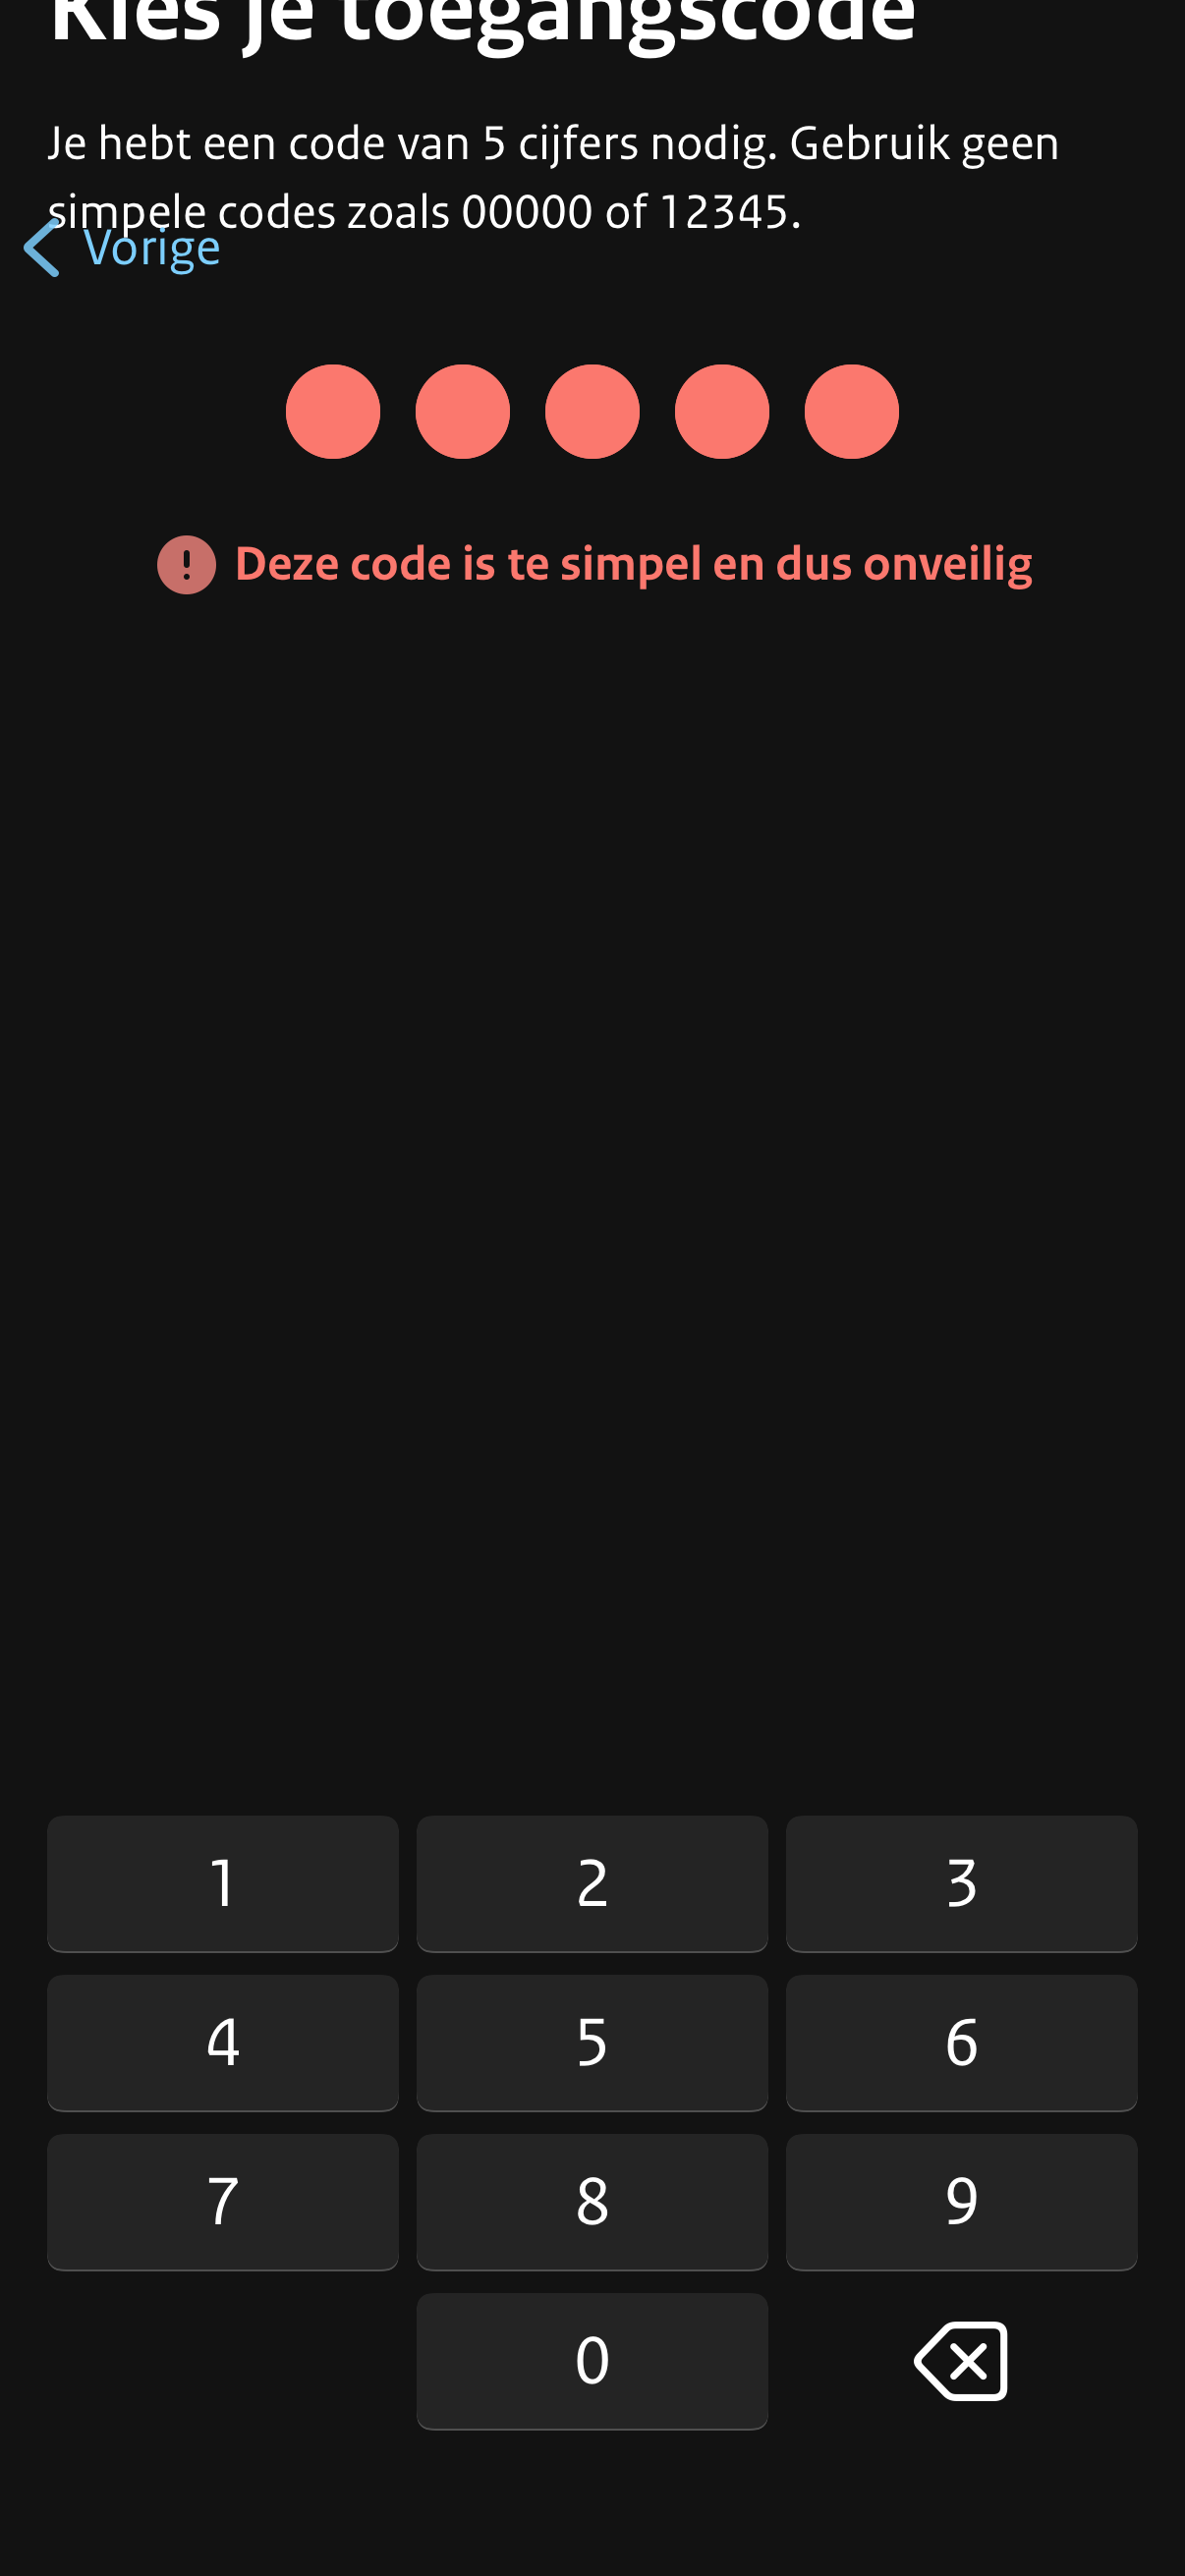 Kies je toegangscode
Je hebt een code van 5 cijfers nodig. Gebruik geen
simpele codes zoals 00000 of 12345.
Vorige
Deze code is te simpel en dus onveilig
1 2 3
4 5 6
7 8 9
0